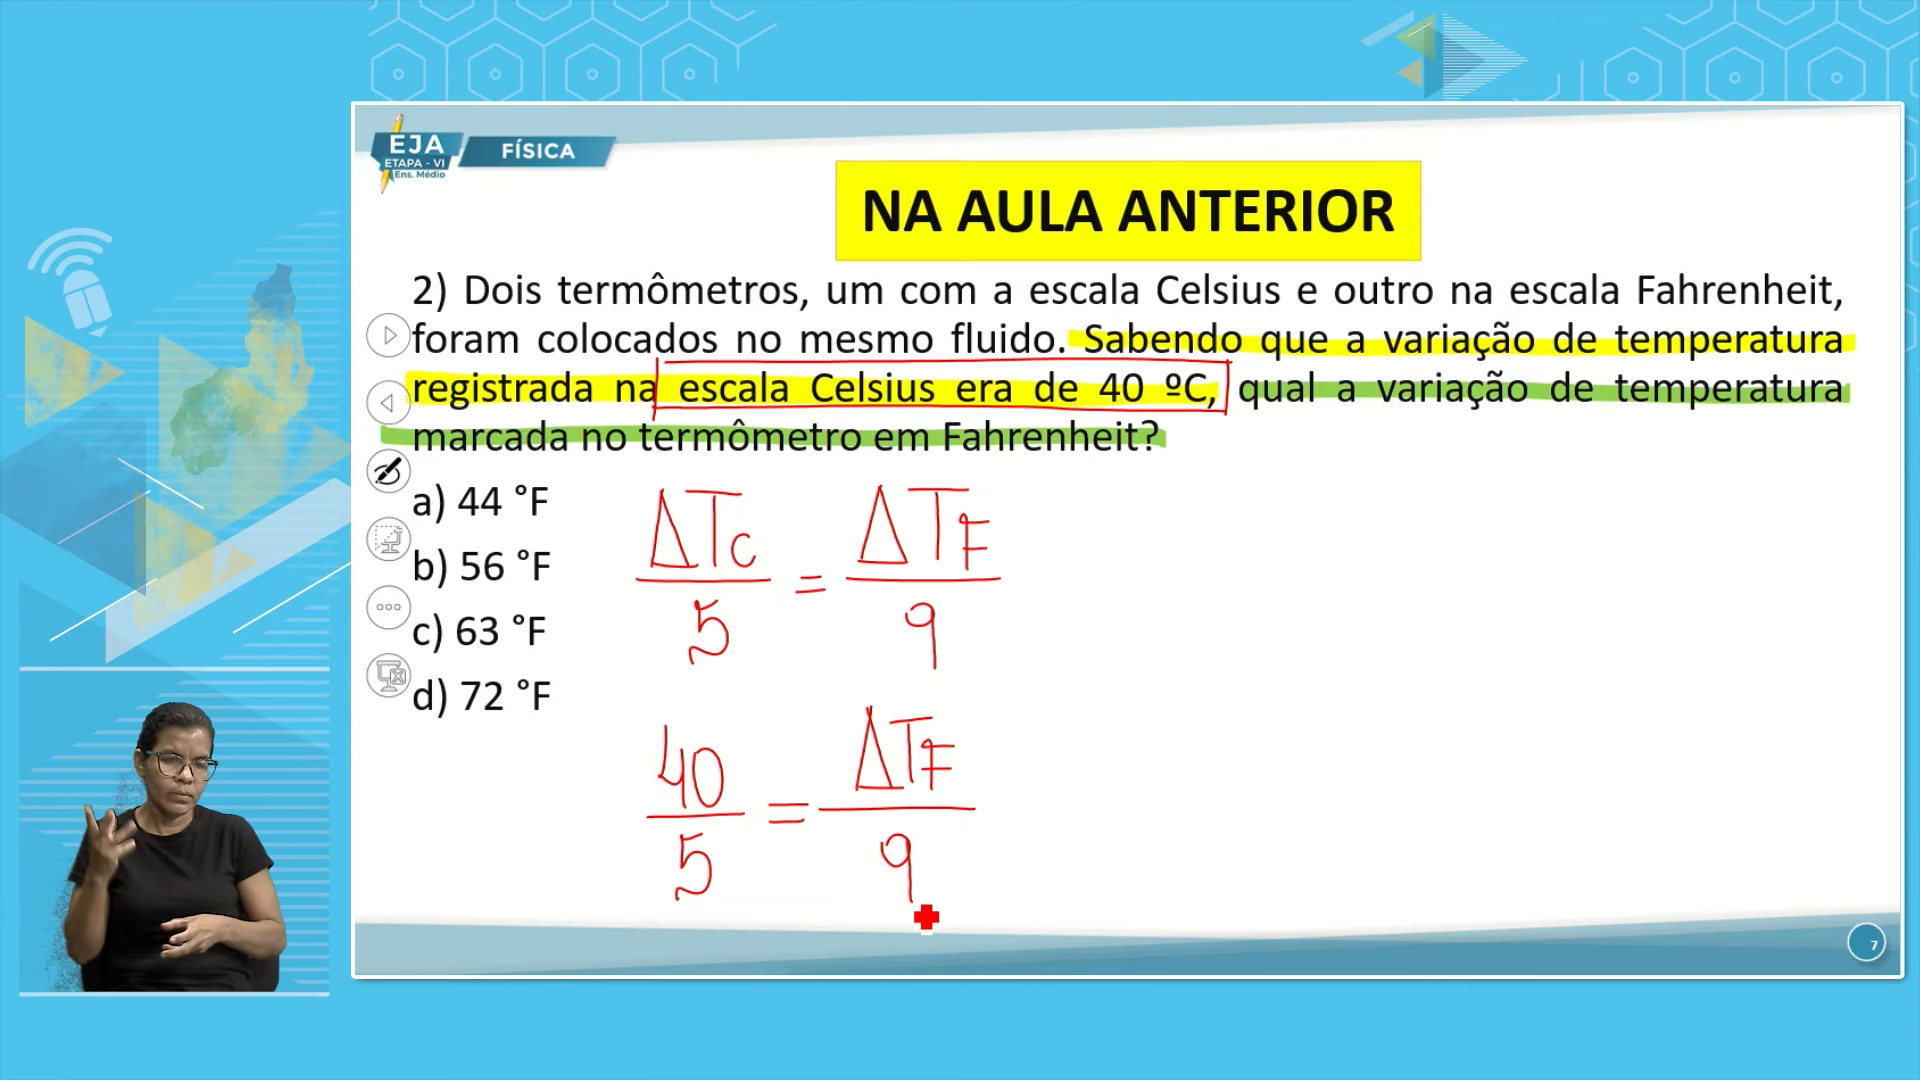 EJA
ETAPA - VI
Ens. Médio
FÍSICA
NA AULA ANTERIOR
2) Dois termômetros, um com a escala Celsius e outro na escala Fahrenheit,
foram colocados no mesmo fluido. Sabendo que a variação de temperatura
registrada na escala Celsius era de 40 ºC, qual a variação de temperatura
marcada no termômetro em Fahrenheit?
a) 44 °F
b) 56 °F
c) 63 °F
d) 72 °F
ΔTc/5 = ΔTF/9
40/5 = ΔTF/9
7